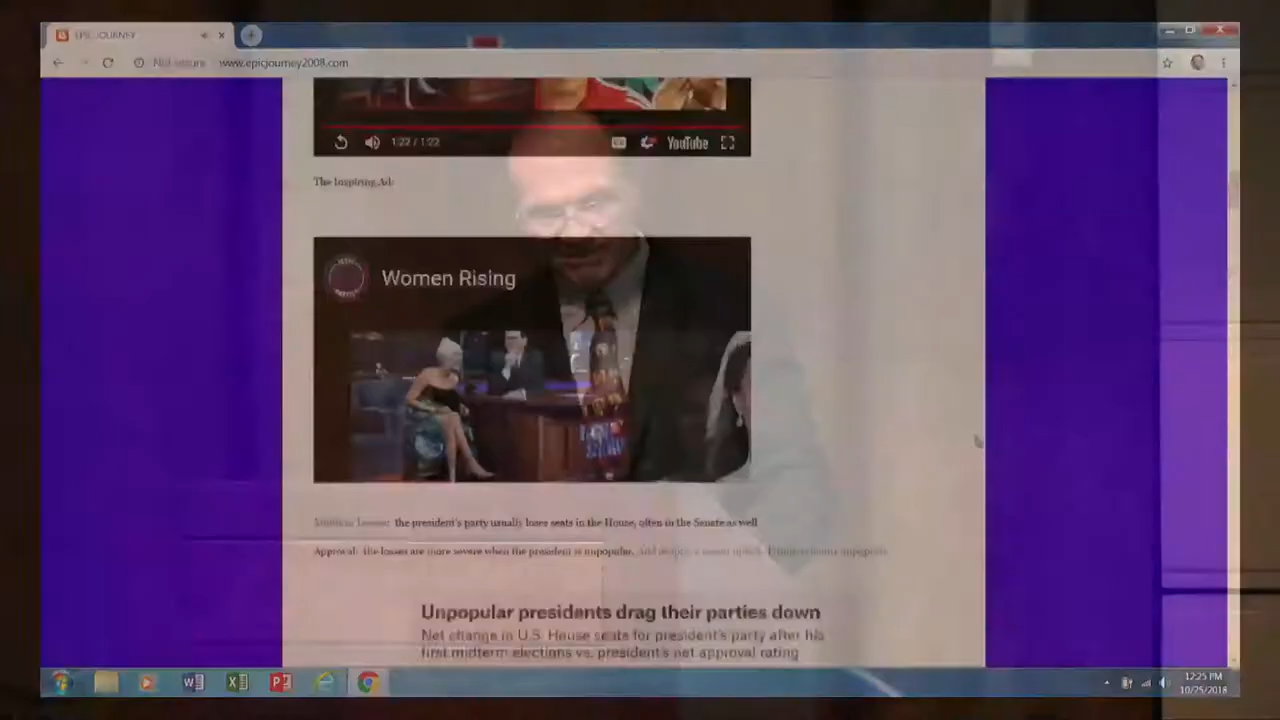 EPIC JOURNEY
Not secure
www.epicjourney2008.com
1:22 / 1:22
YouTube
The Inspiring Ad:
Women Rising
the president's party usually loses seats in the House, often in the Senate as well
Approval: the losses are more severe when the president is unpopular.
Unpopular presidents drag their parties down
Net change in U.S. House seats for president's party after his
first midterm elections vs. president's net approval rating
12:25 PM
10/25/2018